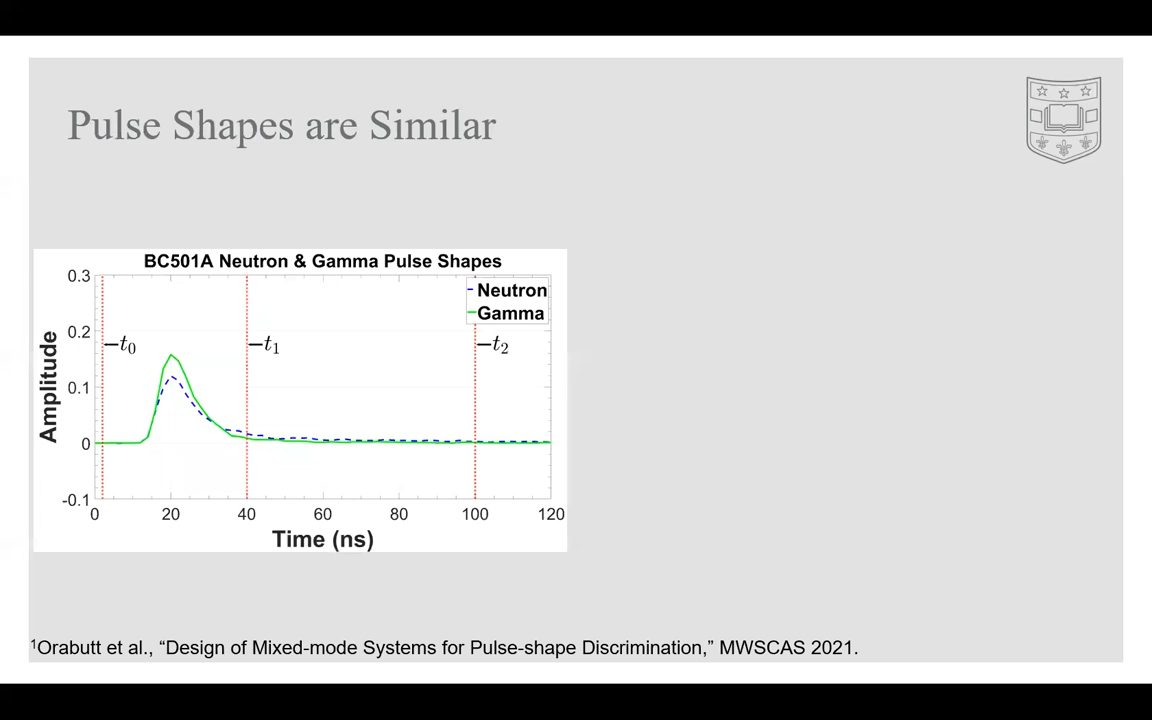 Pulse Shapes are Similar
BC501A Neutron & Gamma Pulse Shapes
0.3
0.2
0.1
0
-0.1
Amplitude
t0
t1
t2
Neutron
Gamma
0 20 40 60 80 100 120
Time (ns)
¹Orabutt et al., “Design of Mixed-mode Systems for Pulse-shape Discrimination,” MWSCAS 2021.